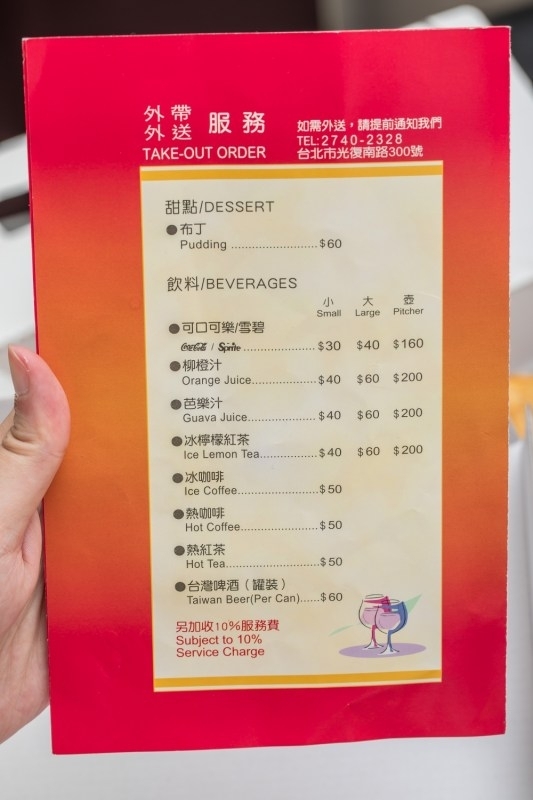 外帶
外送 服務
TAKE-OUT ORDER
如需外送，請提前通知我們
TEL:2740-2328
台北市光復南路300號
甜點/DESSERT
●布丁
Pudding ........................$60
飲料/BEVERAGES
小 大 壺
Small Large Pitcher
●可口可樂/雪碧
Coca-Cola / Sprite ....................$30 $40 $160
●柳橙汁
Orange Juice..................$40 $60 $200
●芭樂汁
Guava Juice...................$40 $60 $200
●冰檸檬紅茶
Ice Lemon Tea................$40 $60 $200
●冰咖啡
Ice Coffee......................$50
●熱咖啡
Hot Coffee.....................$50
●熱紅茶
Hot Tea.........................$50
●台灣啤酒（罐裝）
Taiwan Beer(Per Can).....$60
另加收10%服務費
Subject to 10%
Service Charge